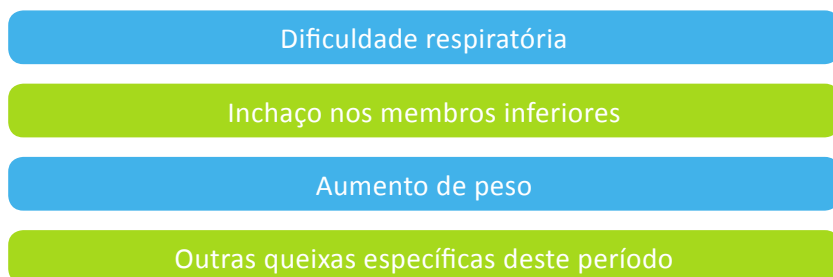 Dificuldade respiratória
Inchaço nos membros inferiores
Aumento de peso
Outras queixas específicas deste período